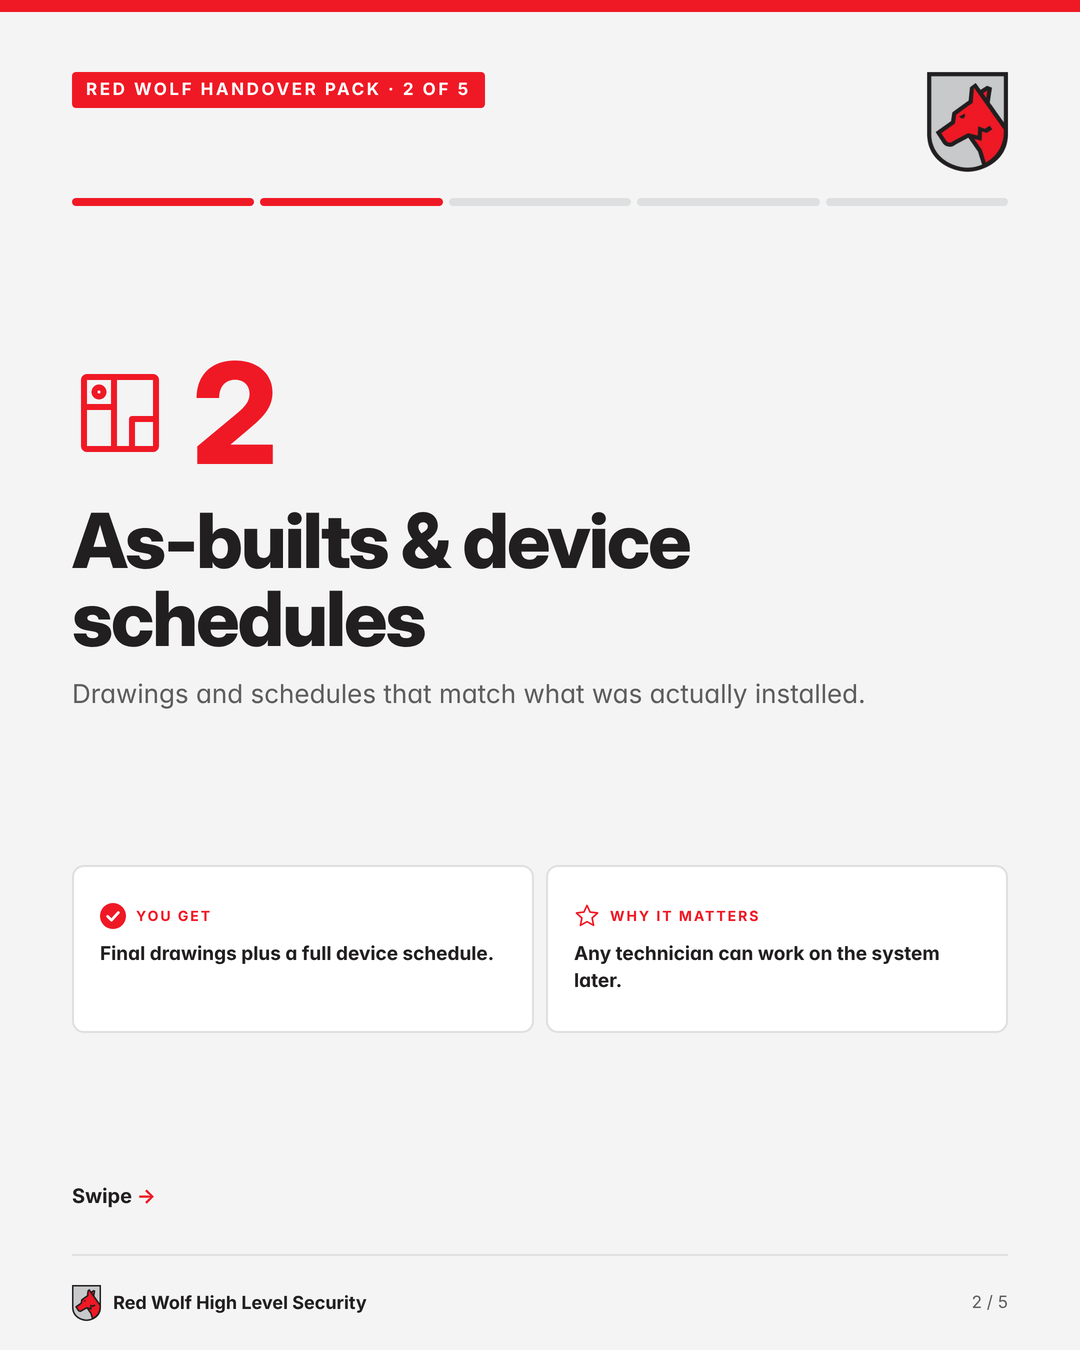 RED WOLF HANDOVER PACK · 2 OF 5
2
As-builts & device
schedules
Drawings and schedules that match what was actually installed.
YOU GET
Final drawings plus a full device schedule.
WHY IT MATTERS
Any technician can work on the system
later.
Swipe →
Red Wolf High Level Security
2 / 5